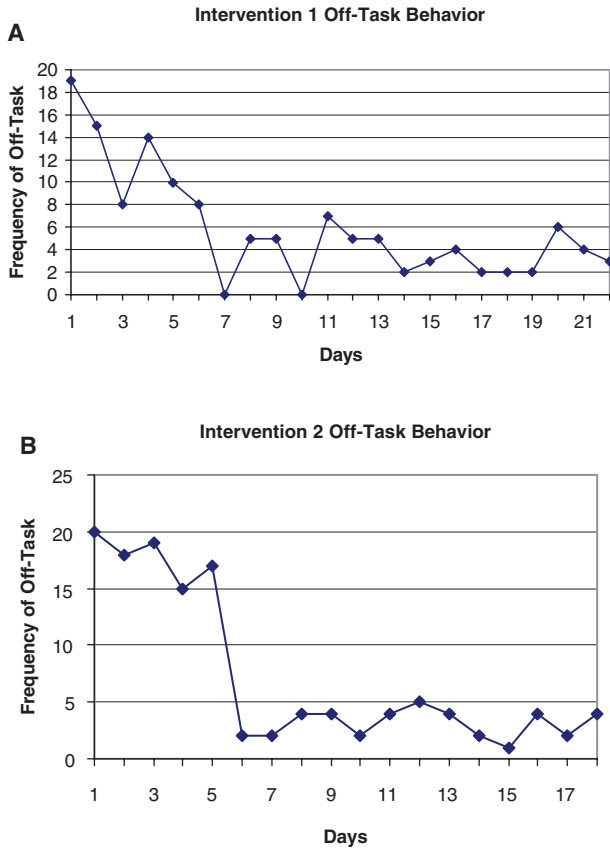 Intervention 1 Off-Task Behavior
A
Frequency of Off-Task
20
18
16
14
12
10
8
6
4
2
0
1 3 5 7 9 11 13 15 17 19 21
Days
Intervention 2 Off-Task Behavior
B
Frequency of Off-Task
25
20
15
10
5
0
1 3 5 7 9 11 13 15 17
Days